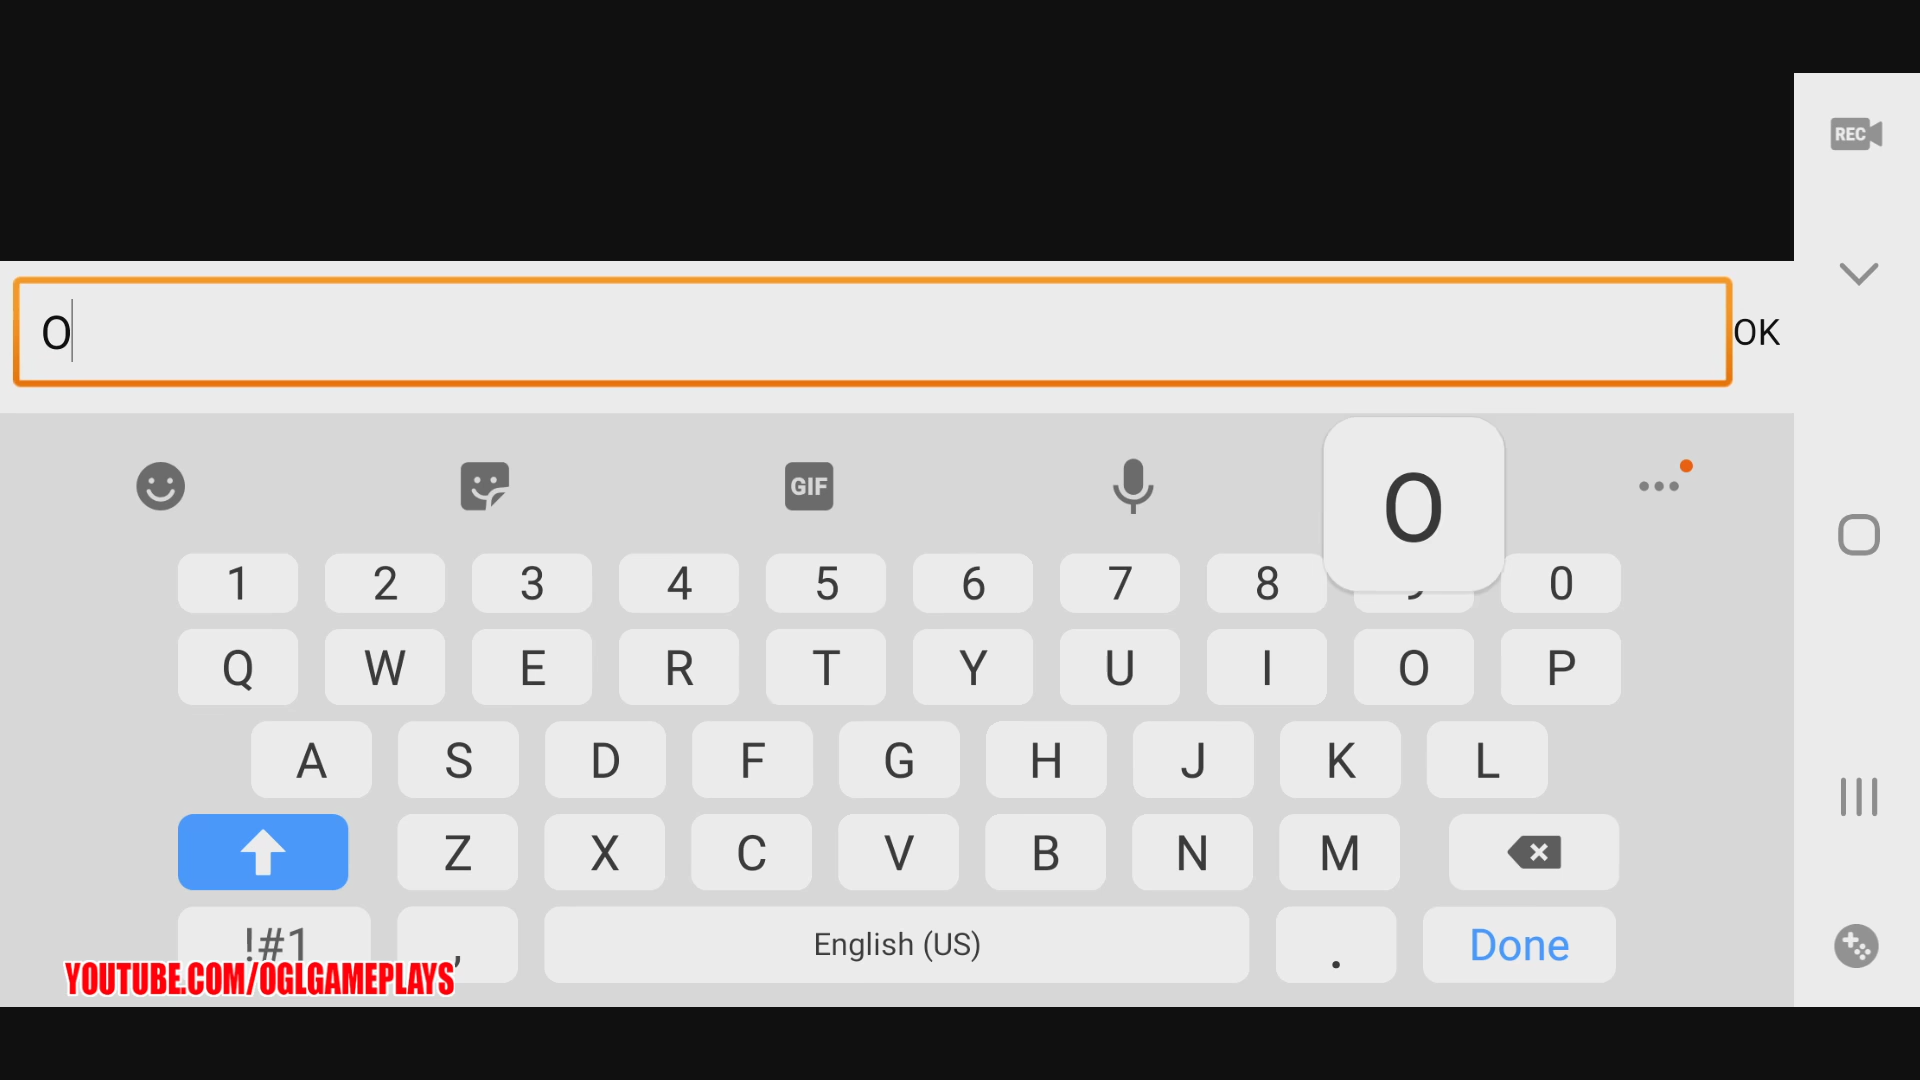 REC
O
OK
GIF
O
1 2 3 4 5 6 7 8 0
Q W E R T Y U I O P
A S D F G H J K L
Z X C V B N M
!#1 , English (US) . Done
YOUTUBE.COM/OGLGAMEPLAYS